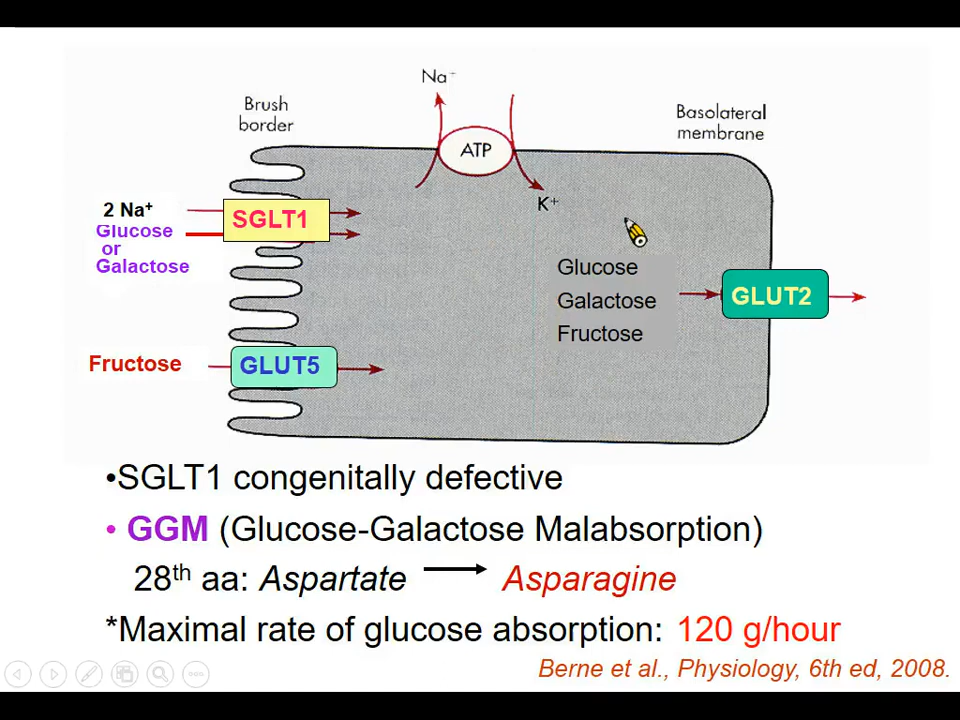 Na⁺
Brush
border
Basolateral
membrane
ATP
K⁺
2 Na⁺
Glucose
or
Galactose
SGLT1
Glucose
Galactose
Fructose
GLUT2
Fructose
GLUT5
•SGLT1 congenitally defective
• GGM (Glucose-Galactose Malabsorption)
28th aa: Aspartate → Asparagine
*Maximal rate of glucose absorption: 120 g/hour
Berne et al., Physiology, 6th ed, 2008.